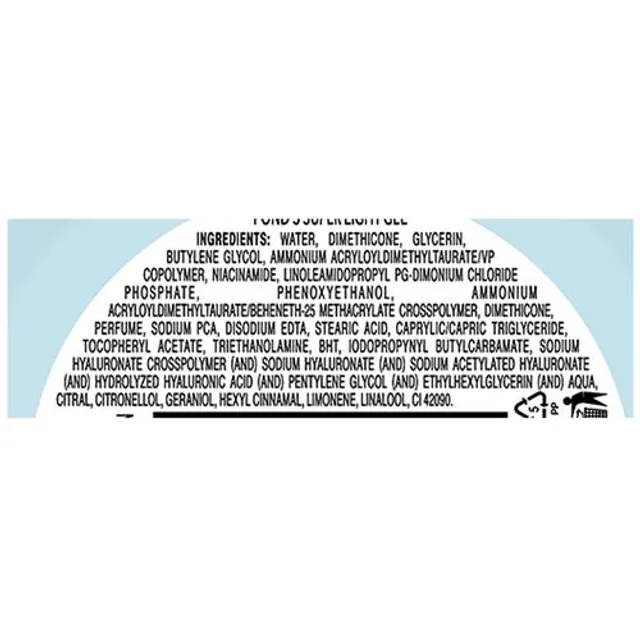 POND'S SUPER LIGHT GEL
INGREDIENTS: WATER, DIMETHICONE, GLYCERIN,
BUTYLENE GLYCOL, AMMONIUM ACRYLOYLDIMETHYLTAURATE/VP
COPOLYMER, NIACINAMIDE, LINOLEAMIDOPROPYL PG-DIMONIUM CHLORIDE
PHOSPHATE, PHENOXYETHANOL, AMMONIUM
ACRYLOYLDIMETHYLTAURATE/BEHENETH-25 METHACRYLATE CROSSPOLYMER, DIMETHICONE,
PERFUME, SODIUM PCA, DISODIUM EDTA, STEARIC ACID, CAPRYLIC/CAPRIC TRIGLYCERIDE,
TOCOPHERYL ACETATE, TRIETHANOLAMINE, BHT, IODOPROPYNYL BUTYLCARBAMATE, SODIUM
HYALURONATE CROSSPOLYMER (AND) SODIUM HYALURONATE (AND) SODIUM ACETYLATED HYALURONATE
(AND) HYDROLYZED HYALURONIC ACID (AND) PENTYLENE GLYCOL (AND) ETHYLHEXYLGLYCERIN (AND) AQUA,
CITRAL, CITRONELLOL, GERANIOL, HEXYL CINNAMAL, LIMONENE, LINALOOL, CI 42090.
5
PP